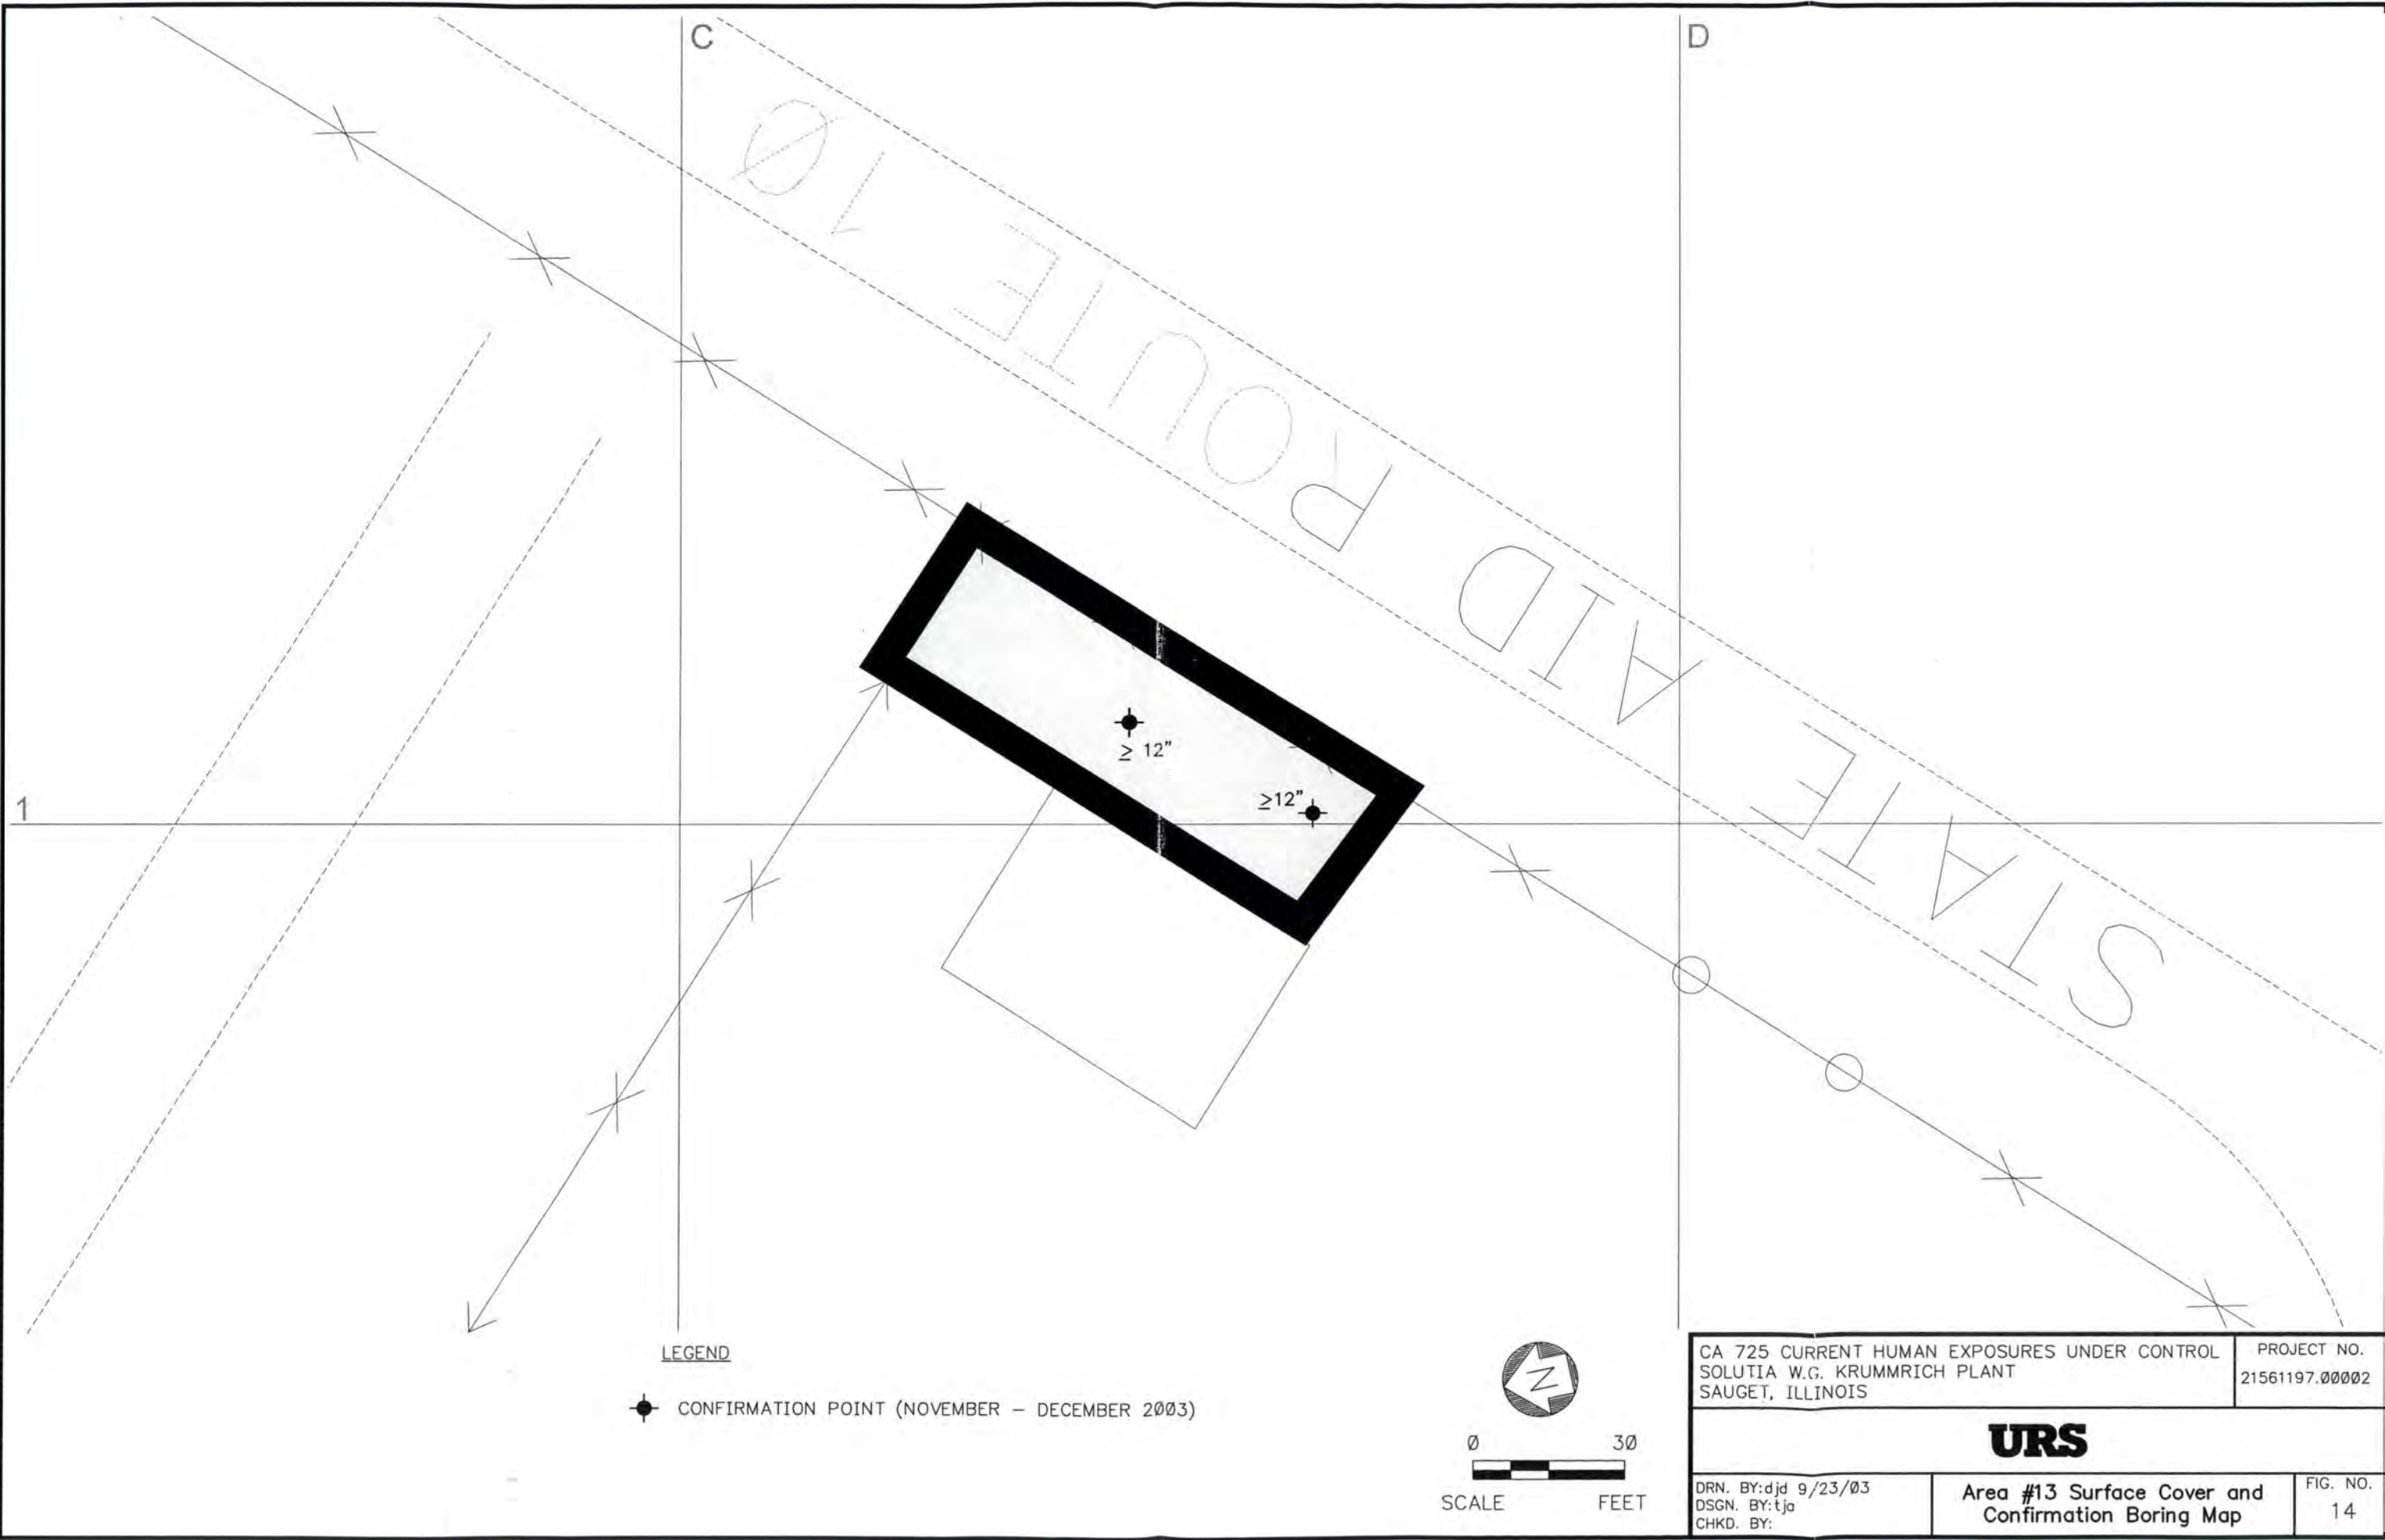 C
D
STATE AID ROUTE 10
≥ 12"
≥12"
1
LEGEND
CONFIRMATION POINT (NOVEMBER – DECEMBER 2003)
N
0 30
SCALE FEET
CA 725 CURRENT HUMAN EXPOSURES UNDER CONTROL
SOLUTIA W.G. KRUMMRICH PLANT
SAUGET, ILLINOIS
PROJECT NO.
21561197.00002
URS
DRN. BY:djd 9/23/03
DSGN. BY:tja
CHKD. BY:
Area #13 Surface Cover and
Confirmation Boring Map
FIG. NO.
14